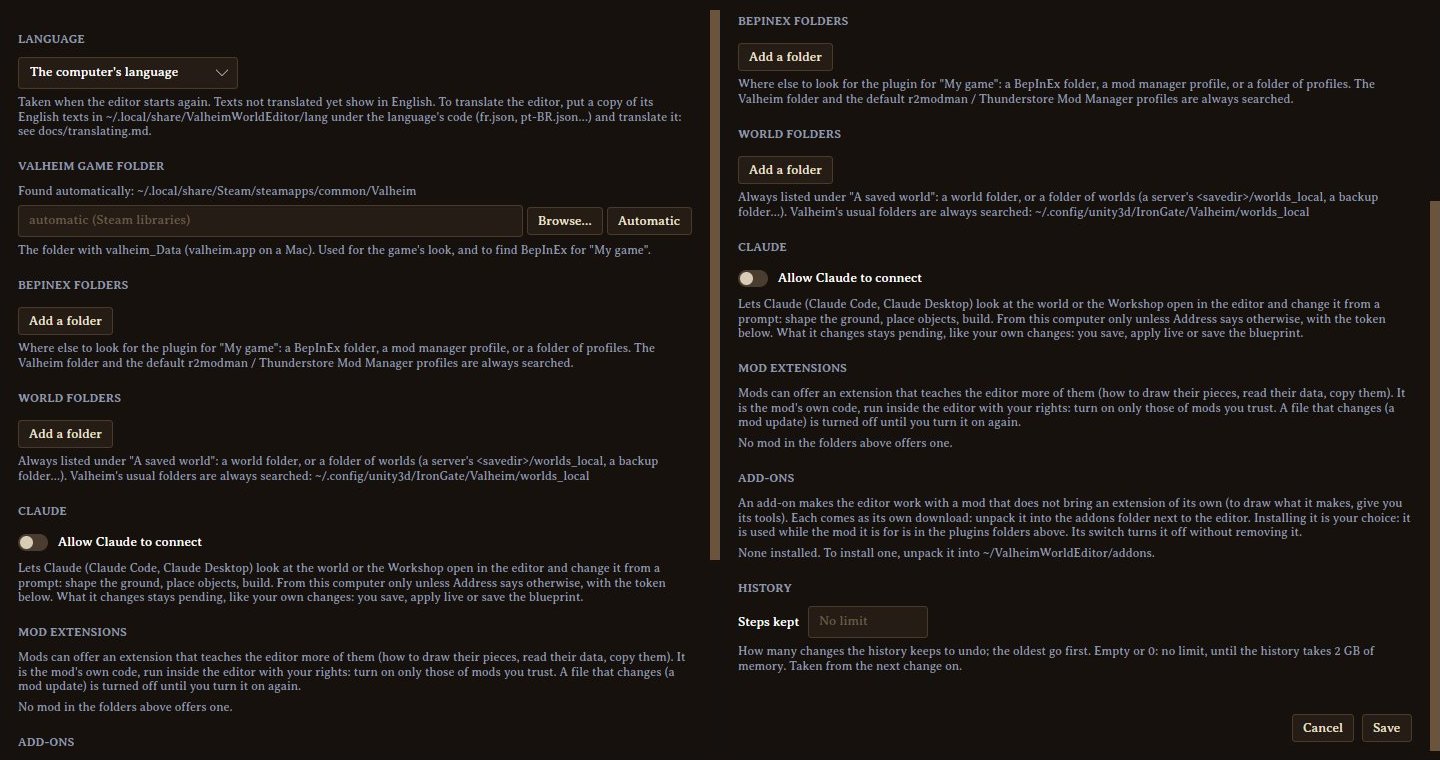 LANGUAGE
The computer's language
Taken when the editor starts again. Texts not translated yet show in English. To translate the editor, put a copy of its
English texts in ~/.local/share/ValheimWorldEditor/lang under the language's code (fr.json, pt-BR.json...) and translate it:
see docs/translating.md.
VALHEIM GAME FOLDER
Found automatically: ~/.local/share/Steam/steamapps/common/Valheim
automatic (Steam libraries)
Browse...
Automatic
The folder with valheim_Data (valheim.app on a Mac). Used for the game's look, and to find BepInEx for "My game".
BEPINEX FOLDERS
Add a folder
Where else to look for the plugin for "My game": a BepInEx folder, a mod manager profile, or a folder of profiles. The
Valheim folder and the default r2modman / Thunderstore Mod Manager profiles are always searched.
WORLD FOLDERS
Add a folder
Always listed under "A saved world": a world folder, or a folder of worlds (a server's <savedir>/worlds_local, a backup
folder...). Valheim's usual folders are always searched: ~/.config/unity3d/IronGate/Valheim/worlds_local
CLAUDE
Allow Claude to connect
Lets Claude (Claude Code, Claude Desktop) look at the world or the Workshop open in the editor and change it from a
prompt: shape the ground, place objects, build. From this computer only unless Address says otherwise, with the token
below. What it changes stays pending, like your own changes: you save, apply live or save the blueprint.
MOD EXTENSIONS
Mods can offer an extension that teaches the editor more of them (how to draw their pieces, read their data, copy them). It
is the mod's own code, run inside the editor with your rights: turn on only those of mods you trust. A file that changes (a
mod update) is turned off until you turn it on again.
No mod in the folders above offers one.
ADD-ONS
BEPINEX FOLDERS
Add a folder
Where else to look for the plugin for "My game": a BepInEx folder, a mod manager profile, or a folder of profiles. The
Valheim folder and the default r2modman / Thunderstore Mod Manager profiles are always searched.
WORLD FOLDERS
Add a folder
Always listed under "A saved world": a world folder, or a folder of worlds (a server's <savedir>/worlds_local, a backup
folder...). Valheim's usual folders are always searched: ~/.config/unity3d/IronGate/Valheim/worlds_local
CLAUDE
Allow Claude to connect
Lets Claude (Claude Code, Claude Desktop) look at the world or the Workshop open in the editor and change it from a
prompt: shape the ground, place objects, build. From this computer only unless Address says otherwise, with the token
below. What it changes stays pending, like your own changes: you save, apply live or save the blueprint.
MOD EXTENSIONS
Mods can offer an extension that teaches the editor more of them (how to draw their pieces, read their data, copy them). It
is the mod's own code, run inside the editor with your rights: turn on only those of mods you trust. A file that changes (a
mod update) is turned off until you turn it on again.
No mod in the folders above offers one.
ADD-ONS
An add-on makes the editor work with a mod that does not bring an extension of its own (to draw what it makes, give you
its tools). Each comes as its own download: unpack it into the addons folder next to the editor. Installing it is your choice: it
is used while the mod it is for is in the plugins folders above. Its switch turns it off without removing it.
None installed. To install one, unpack it into ~/ValheimWorldEditor/addons.
HISTORY
Steps kept
No limit
How many changes the history keeps to undo; the oldest go first. Empty or 0: no limit, until the history takes 2 GB of
memory. Taken from the next change on.
Cancel
Save